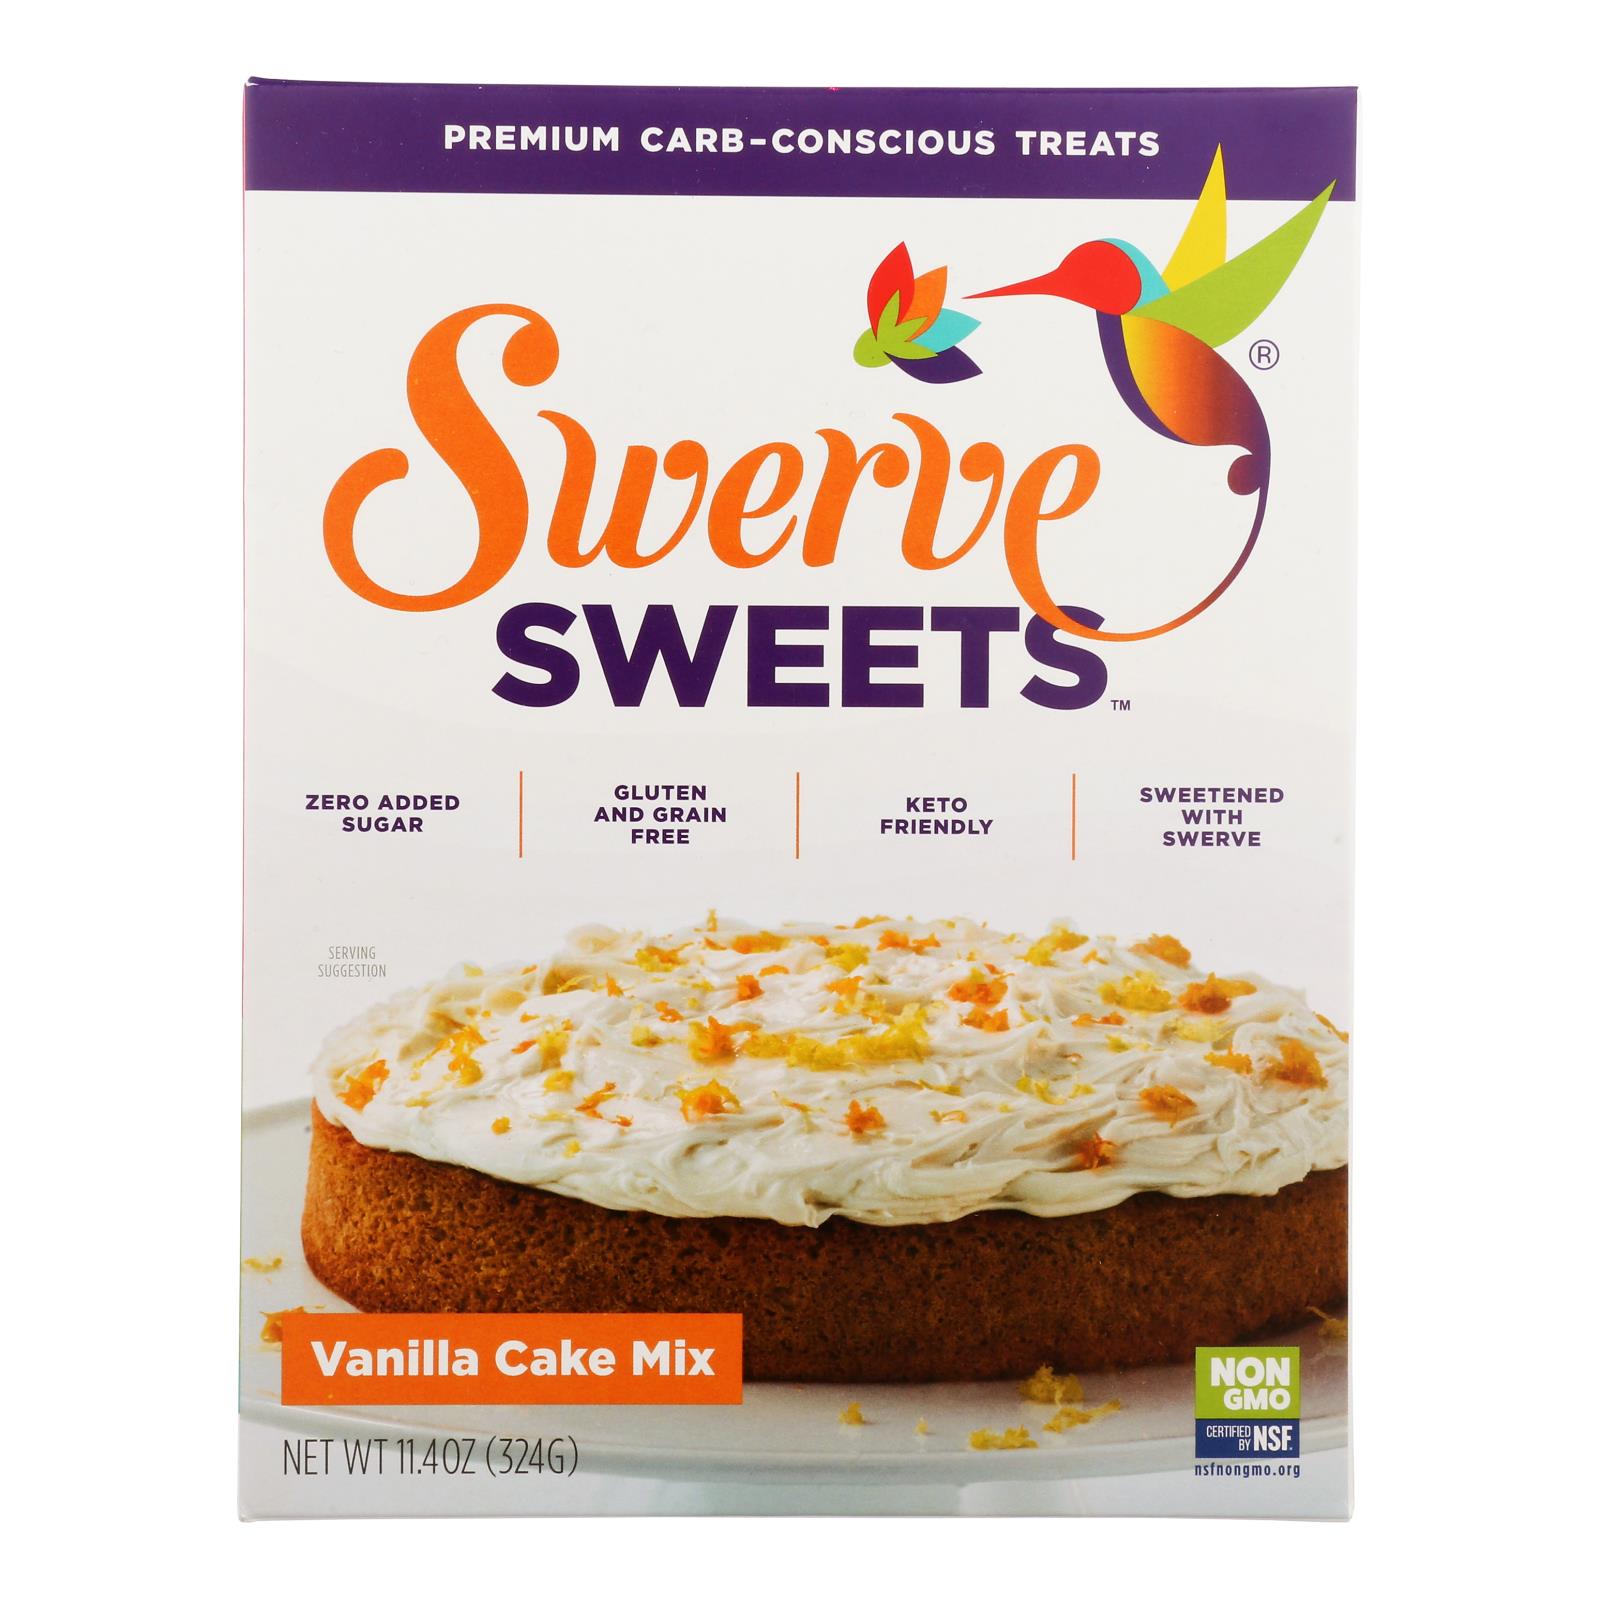 PREMIUM CARB-CONSCIOUS TREATS
®
Swerve
SWEETS™
ZERO ADDED
SUGAR
GLUTEN
AND GRAIN
FREE
KETO
FRIENDLY
SWEETENED
WITH
SWERVE
SERVING
SUGGESTION
Vanilla Cake Mix
NET WT 11.4OZ (324G)
NON
GMO
CERTIFIED
BY NSF.
nsfnongmo.org